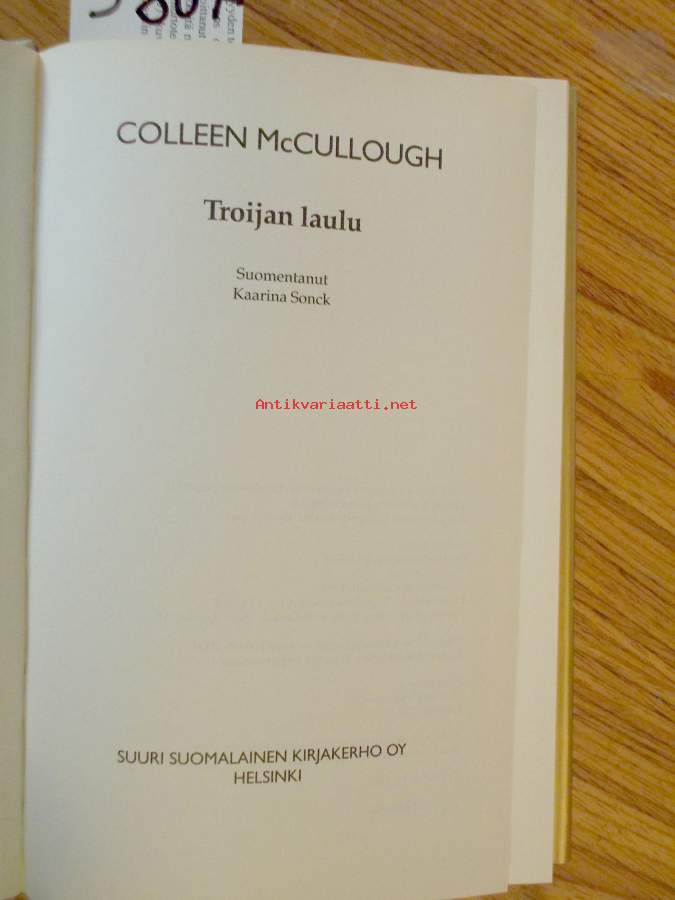 COLLEEN McCULLOUGH
Troijan laulu
Suomentanut
Kaarina Sonck
Antikvariaatti.net
SUURI SUOMALAINEN KIRJAKERHO OY
HELSINKI